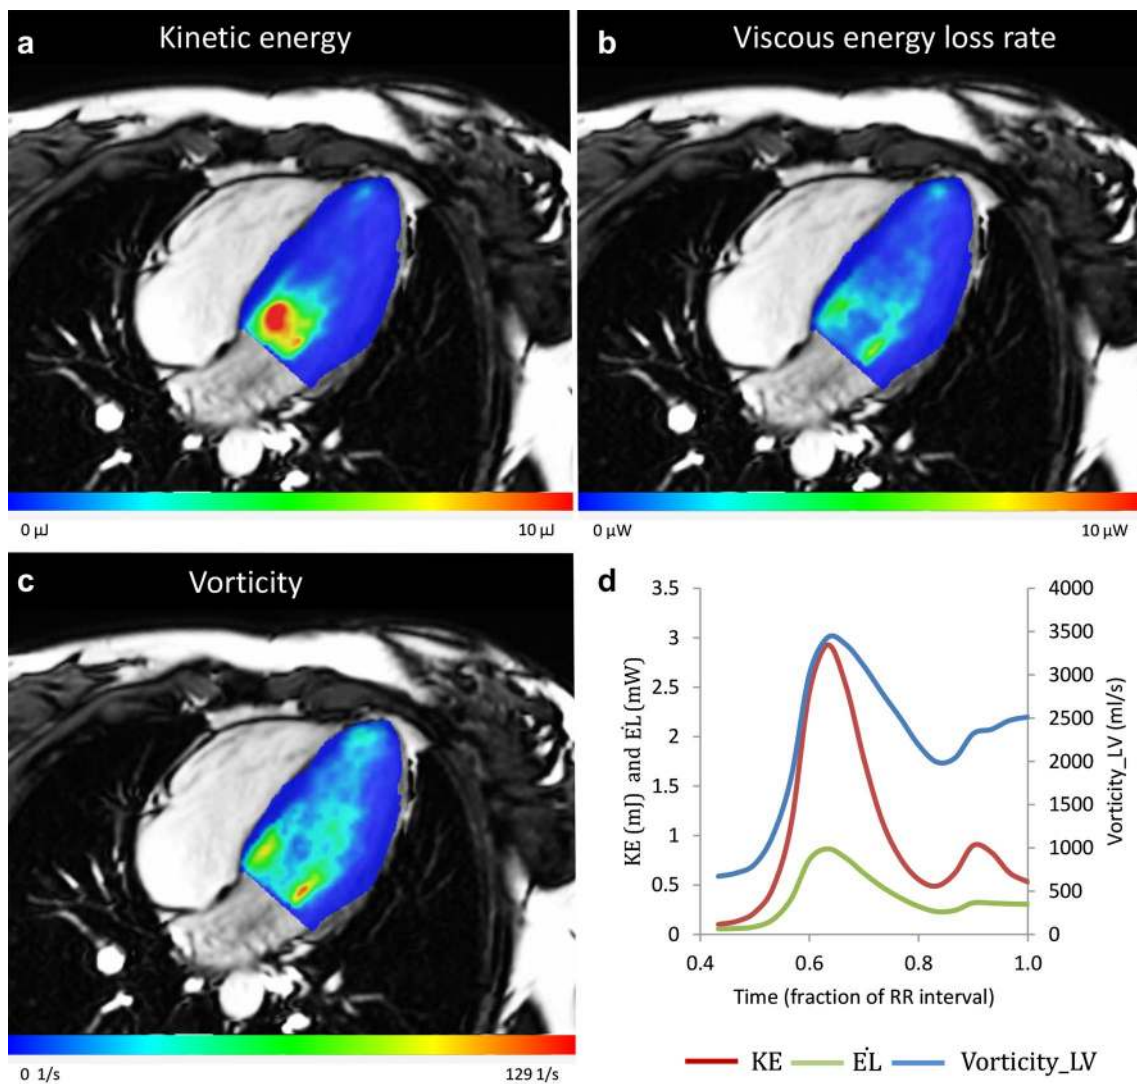 a Kinetic energy
b Viscous energy loss rate
0 µJ 10 µJ
0 µW 10 µW
c Vorticity
0 1/s 129 1/s
d
3.5
3
2.5
2
1.5
1
0.5
0
KE (mJ) and ĖL (mW)
4000
3500
3000
2500
2000
1500
1000
500
0
Vorticity_LV (ml/s)
0.4 0.6 0.8 1.0
Time (fraction of RR interval)
KE ĖL Vorticity_LV